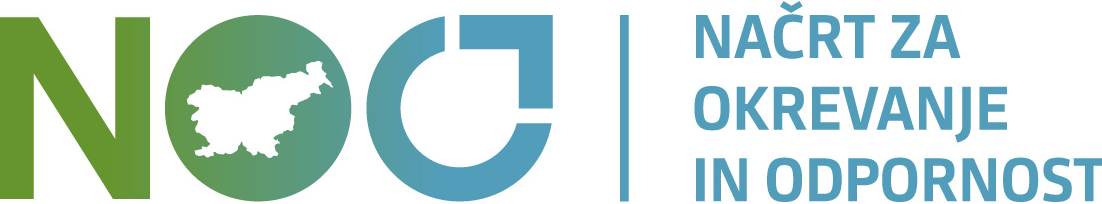 NOO
NAČRT ZA
OKREVANJE
IN ODPORNOST